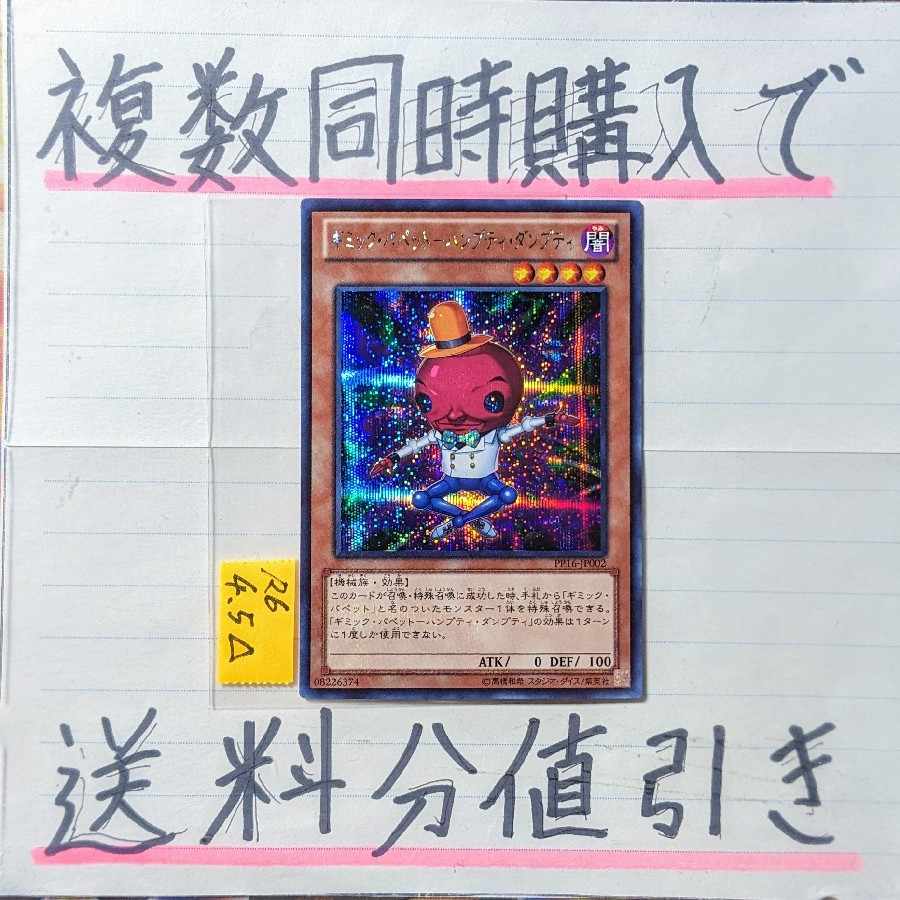 複数同時購入で
ギミック・パペット－ハンプティ・ダンプティ
闇
PP16-JP002
【機械族・効果】
このカードが召喚・特殊召喚に成功した時、手札から「ギミック・
パペット」と名のついたモンスター1体を特殊召喚できる。
「ギミック・パペット－ハンプティ・ダンプティ」の効果は1ターン
に1度しか使用できない。
ATK/ 0 DEF/ 100
08226374
©高橋和希 スタジオ・ダイス/集英社
R6
4.5△
送料分値引き